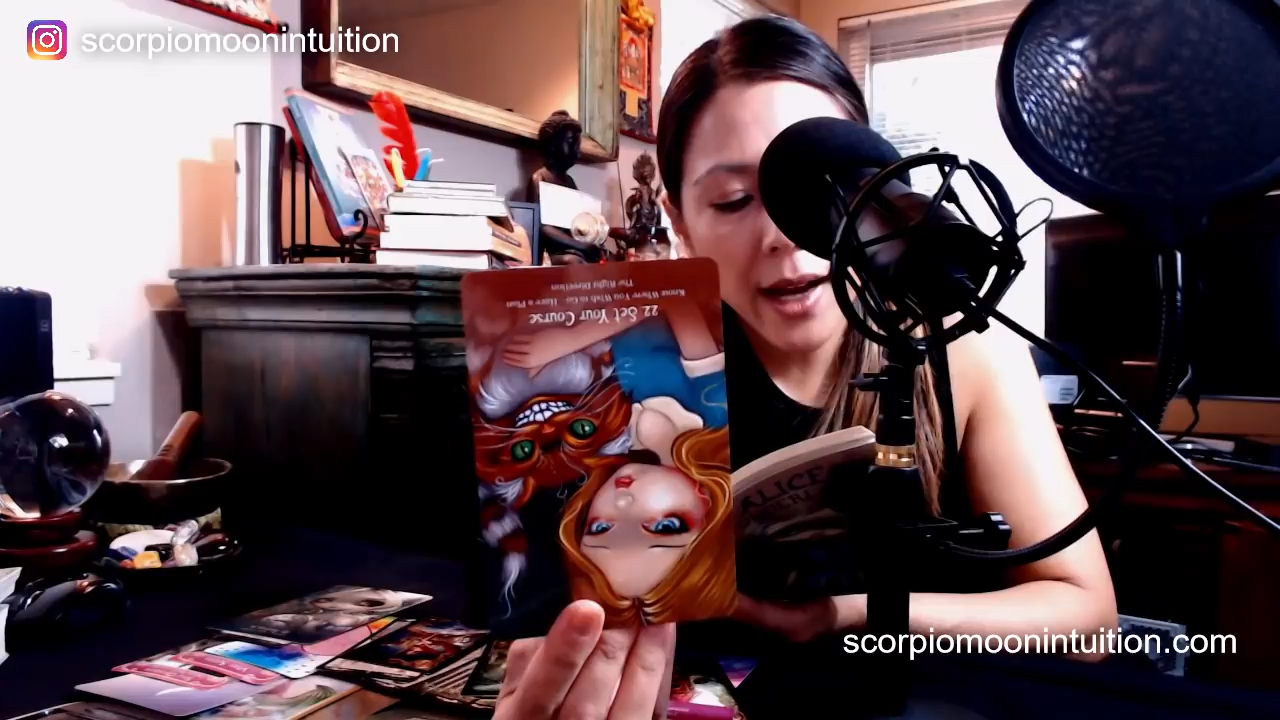 scorpiomoonintuition
The Right Direction
Know Where You Wish to Go Have a Plan
22 Set Your Course
ALICE
scorpiomoonintuition.com